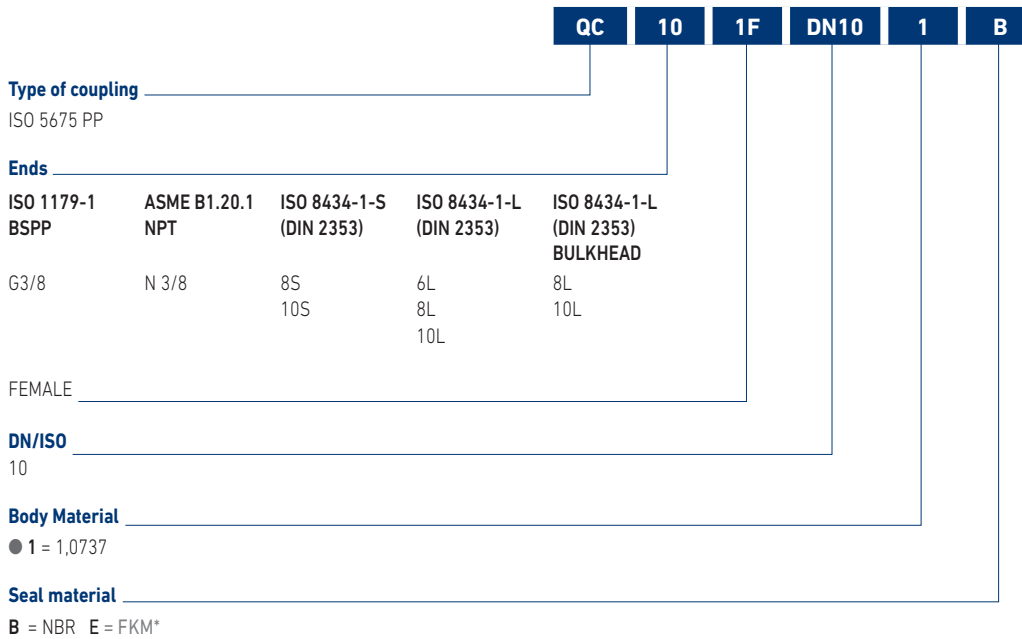 QC 10 1F DN10 1 B
Type of coupling
ISO 5675 PP
Ends
ISO 1179-1 ASME B1.20.1 ISO 8434-1-S ISO 8434-1-L ISO 8434-1-L
BSPP NPT (DIN 2353) (DIN 2353) (DIN 2353)
BULKHEAD
G3/8 N 3/8 8S 6L 8L
10S 8L 10L
10L
FEMALE
DN/ISO
10
Body Material
● 1 = 1,0737
Seal material
B = NBR E = FKM*